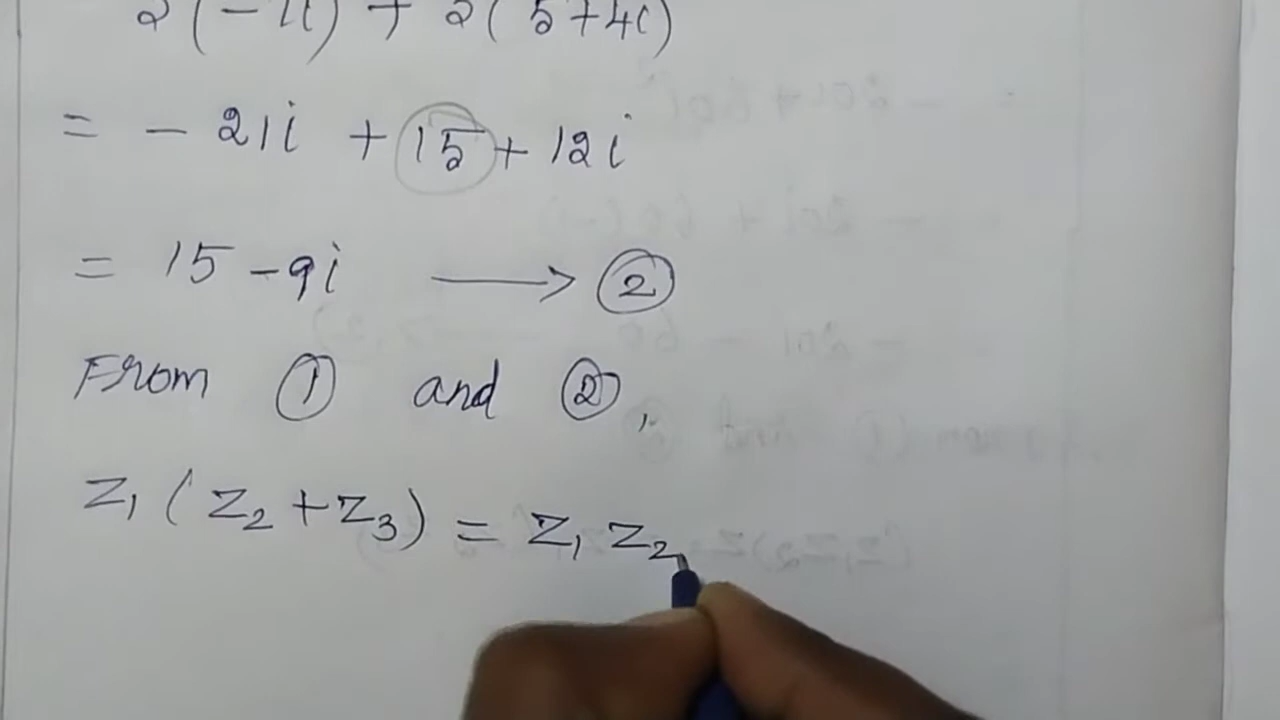 = - 21i + 15 + 12i
= 15 - 9i → ②
From ① and ②,
z₁ (z₂ + z₃) = z₁ z₂